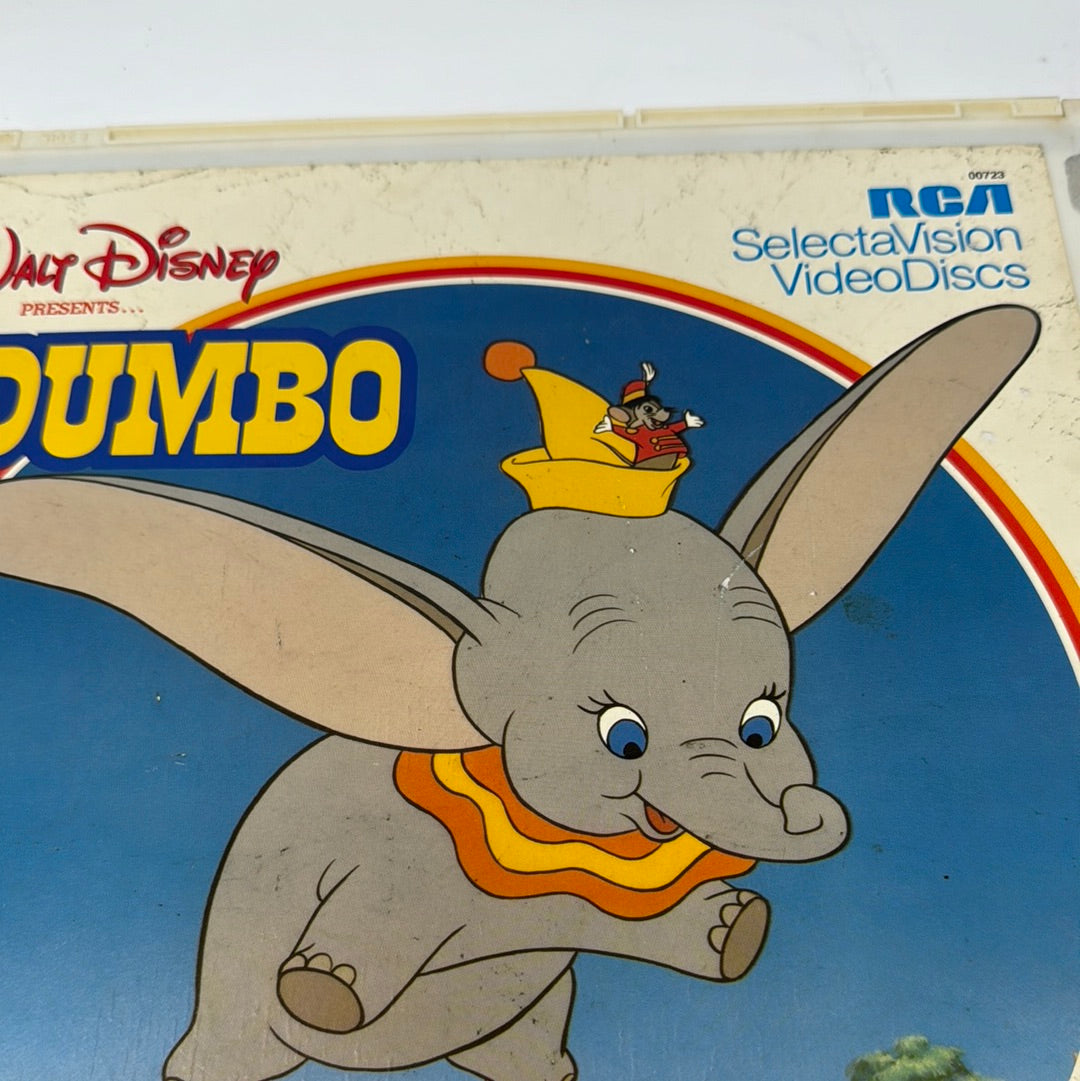 00723
RCA
SelectaVision
VideoDiscs
WALT DISNEY
PRESENTS...
DUMBO